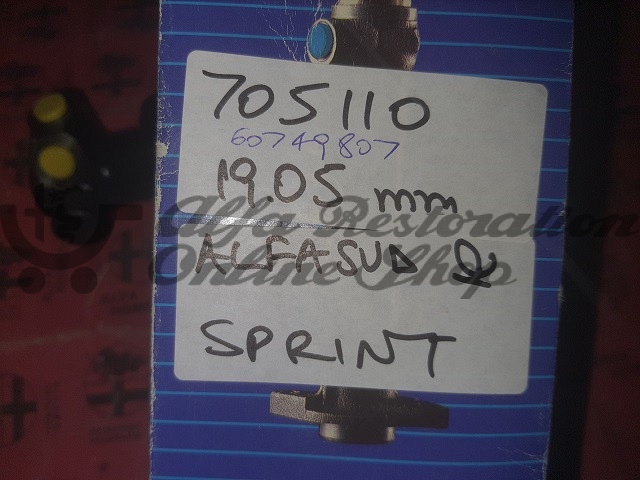 705110
60749807
19.05 mm
ALFASUD &
SPRINT
Alfa Restoration
Online Shop